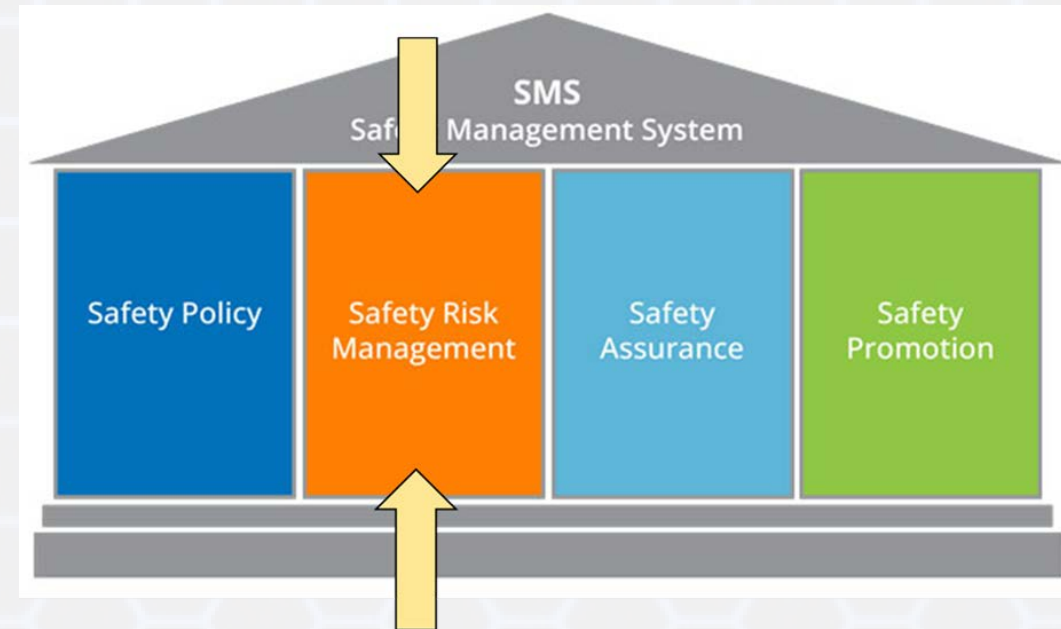 SMS
Management System
Safety Policy
Safety Risk
Management
Safety
Assurance
Safety
Promotion